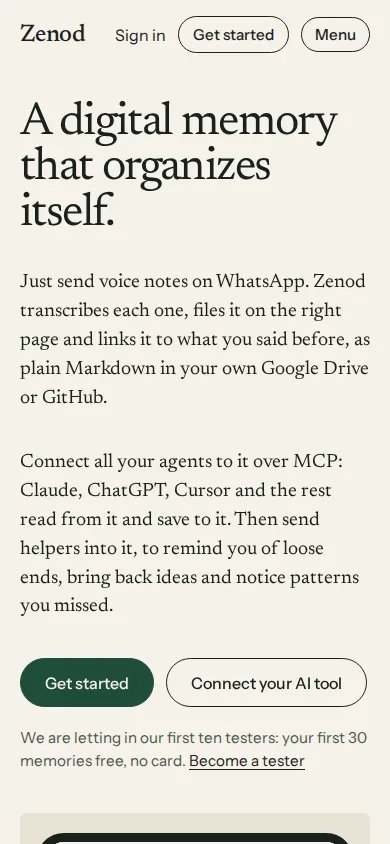 Zenod
Sign in
Get started
Menu
A digital memory
that organizes
itself.
Just send voice notes on WhatsApp. Zenod
transcribes each one, files it on the right
page and links it to what you said before, as
plain Markdown in your own Google Drive
or GitHub.
Connect all your agents to it over MCP:
Claude, ChatGPT, Cursor and the rest
read from it and save to it. Then send
helpers into it, to remind you of loose
ends, bring back ideas and notice patterns
you missed.
Get started
Connect your AI tool
We are letting in our first ten testers: your first 30
memories free, no card. Become a tester